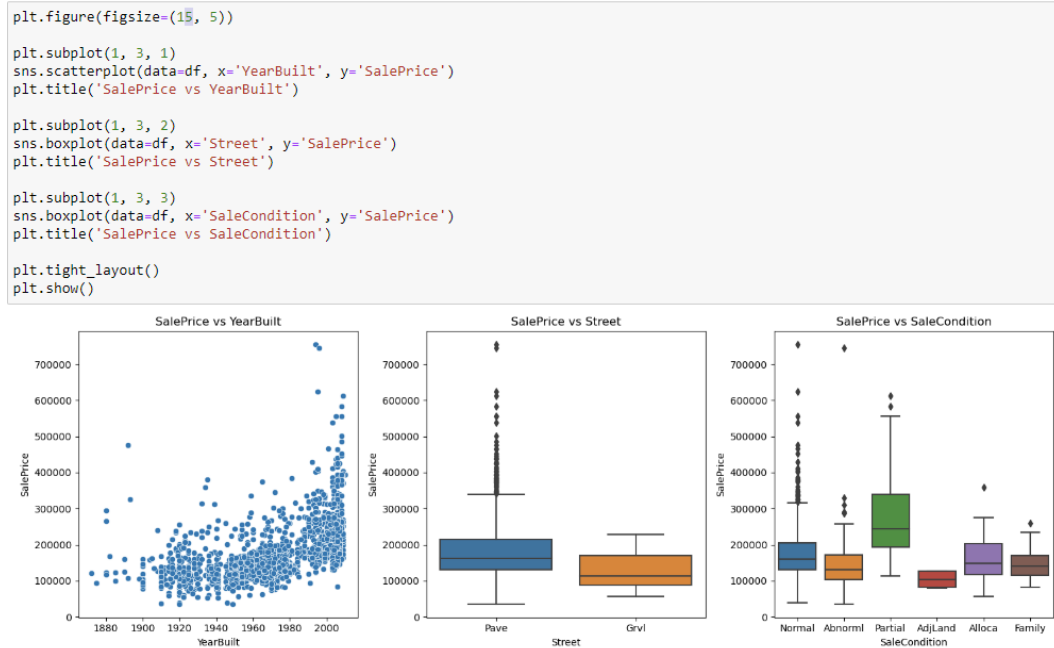 plt.figure(figsize=(15, 5))
plt.subplot(1, 3, 1)
sns.scatterplot(data=df, x='YearBuilt', y='SalePrice')
plt.title('SalePrice vs YearBuilt')
plt.subplot(1, 3, 2)
sns.boxplot(data=df, x='Street', y='SalePrice')
plt.title('SalePrice vs Street')
plt.subplot(1, 3, 3)
sns.boxplot(data=df, x='SaleCondition', y='SalePrice')
plt.title('SalePrice vs SaleCondition')
plt.tight_layout()
plt.show()
SalePrice vs YearBuilt
700000
600000
500000
400000
300000
200000
100000
0
SalePrice
1880 1900 1920 1940 1960 1980 2000
YearBuilt
SalePrice vs Street
700000
600000
500000
400000
300000
200000
100000
0
SalePrice
Pave Grvl
Street
SalePrice vs SaleCondition
700000
600000
500000
400000
300000
200000
100000
0
SalePrice
Normal Abnorml Partial AdjLand Alloca Family
SaleCondition